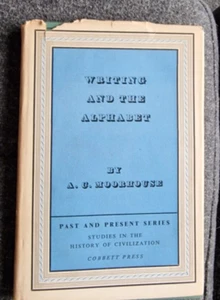 WRITING
AND THE
ALPHABET
BY
A. C. MOORHOUSE
PAST AND PRESENT SERIES
STUDIES IN THE
HISTORY OF CIVILIZATION
COBBETT PRESS